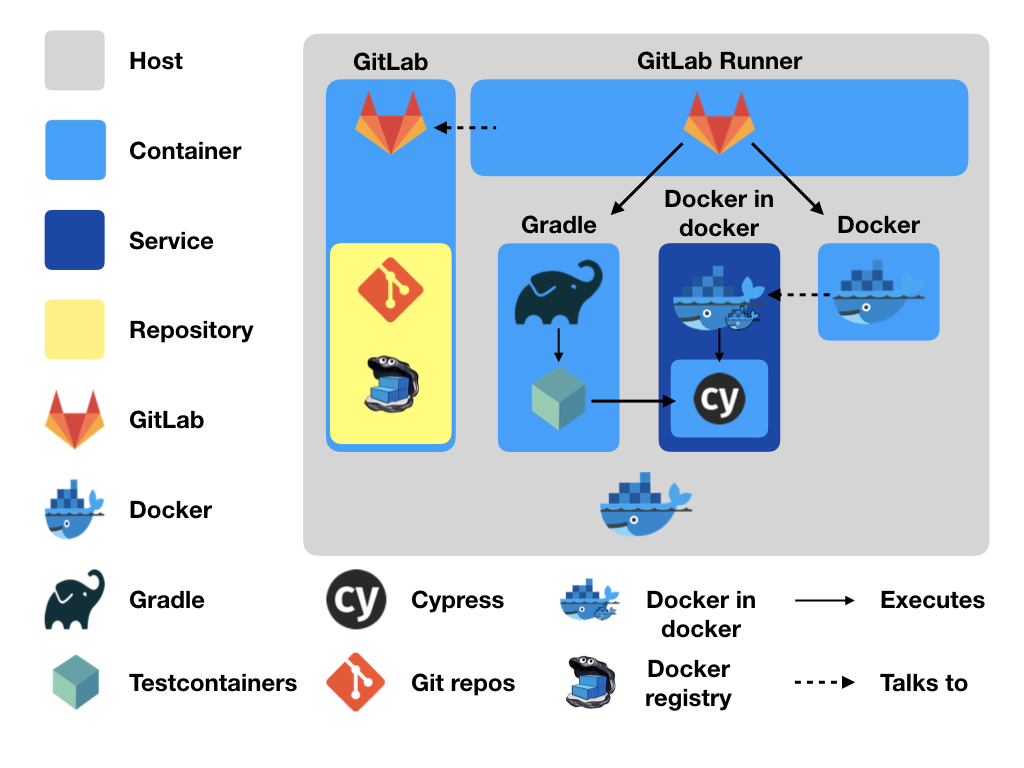 Host
Container
Service
Repository
GitLab
Docker
Gradle
Testcontainers
GitLab
GitLab Runner
Gradle
Docker in
docker
Docker
cy
cy
Cypress
Git repos
Docker in
docker
Docker
registry
Executes
Talks to